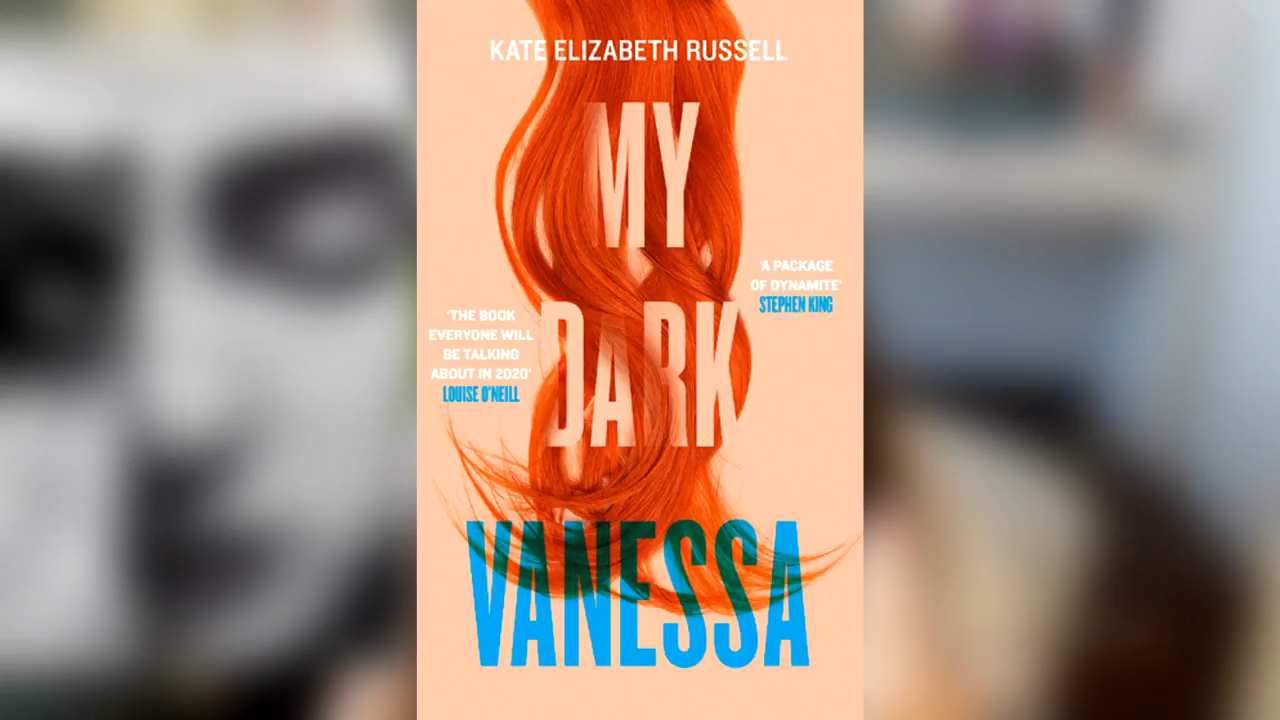 KATE ELIZABETH RUSSELL
MY
DARK
VANESSA
'A PACKAGE
OF DYNAMITE'
STEPHEN KING
'THE BOOK
EVERYONE WILL
BE TALKING
ABOUT IN 2020'
LOUISE O'NEILL